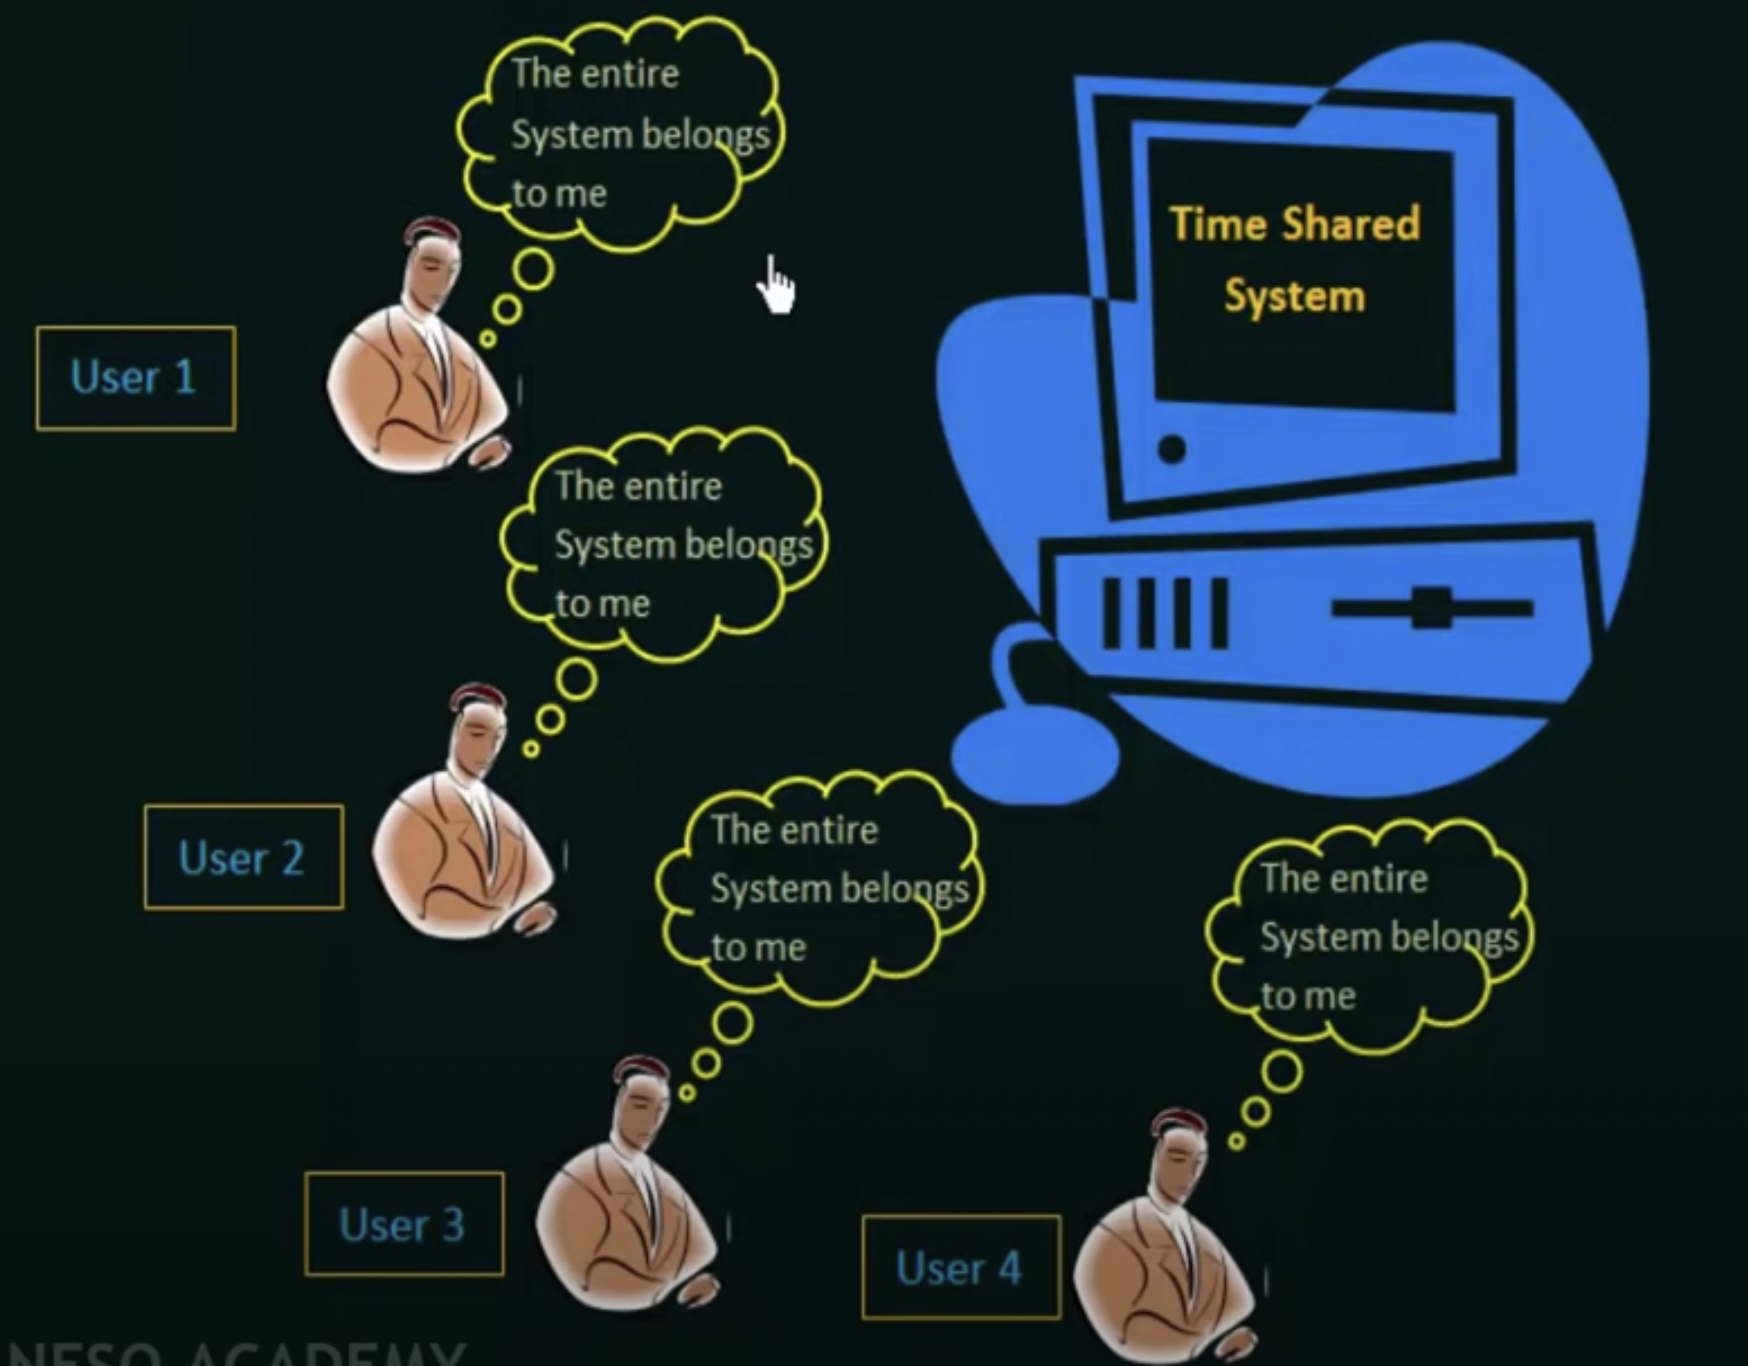 The entire
System belongs
to me
Time Shared
System
User 1
The entire
System belongs
to me
User 2
The entire
System belongs
to me
The entire
System belongs
to me
User 3
User 4
NESO ACADEMY